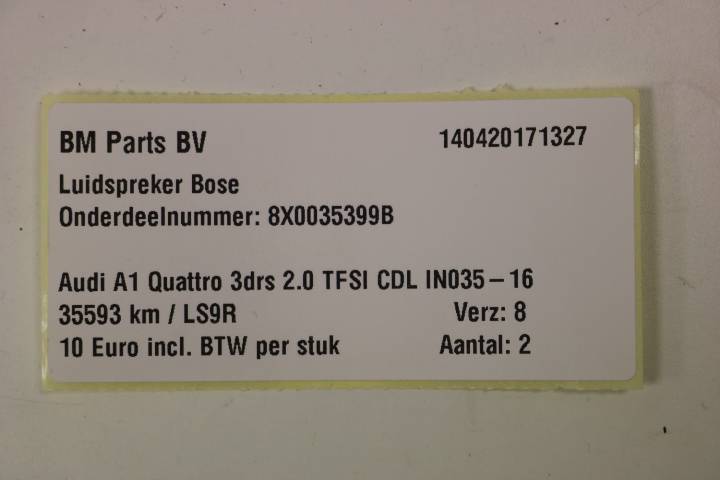 BM Parts BV 140420171327
Luidspreker Bose
Onderdeelnummer: 8X0035399B
Audi A1 Quattro 3drs 2.0 TFSI CDL IN035-16
35593 km / LS9R Verz: 8
10 Euro incl. BTW per stuk Aantal: 2